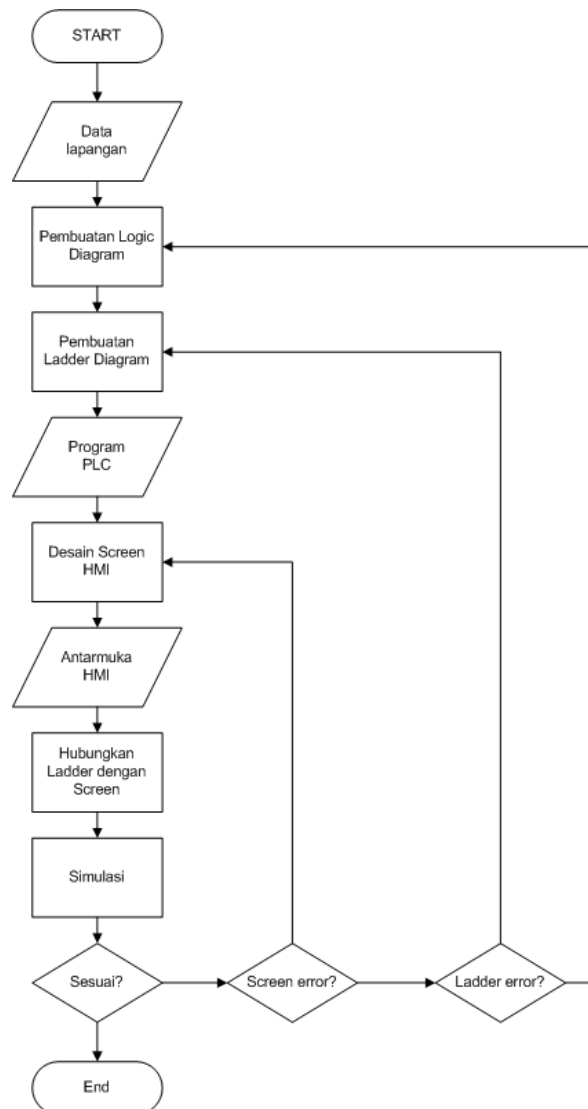 START
Data
lapangan
Pembuatan Logic
Diagram
Pembuatan
Ladder Diagram
Program
PLC
Desain Screen
HMI
Antarmuka
HMI
Hubungkan
Ladder dengan
Screen
Simulasi
Sesuai?
Screen error?
Ladder error?
End